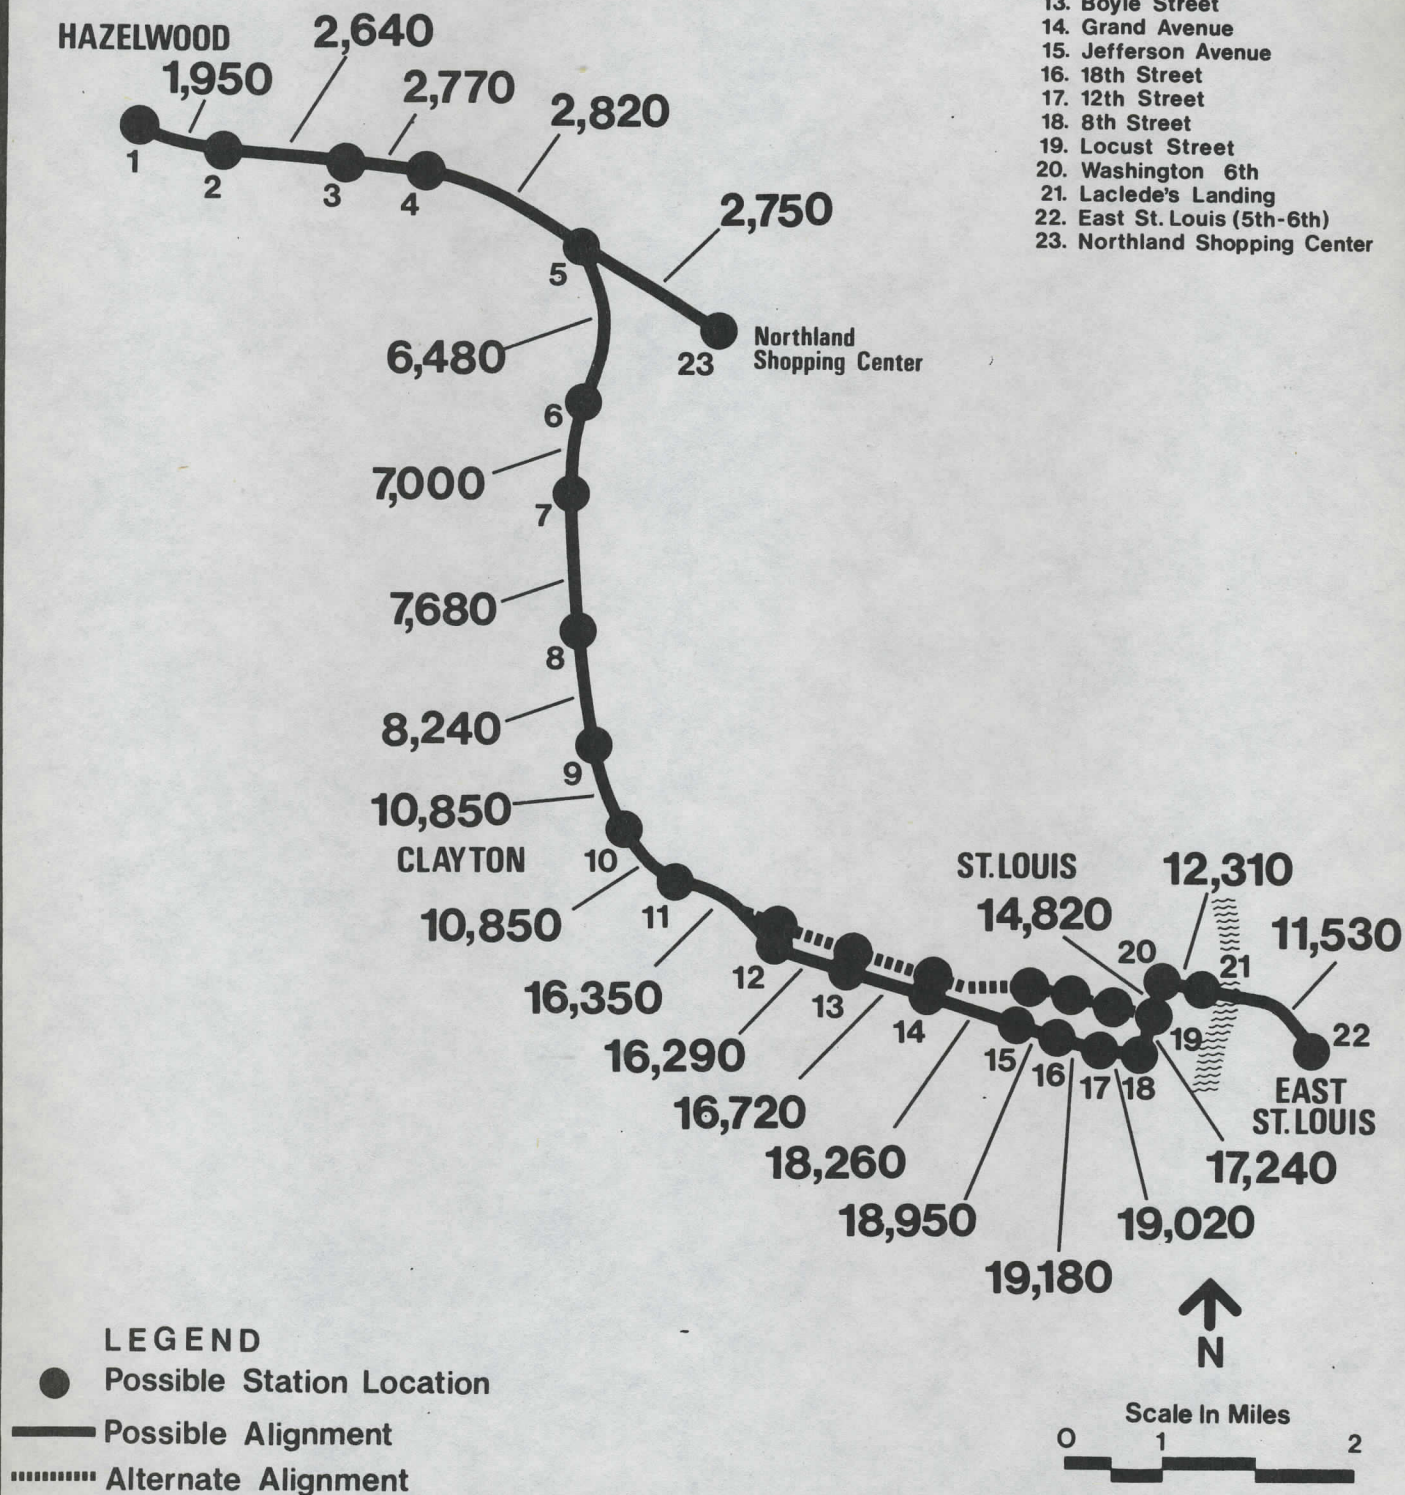 13. Boyle Street
14. Grand Avenue
15. Jefferson Avenue
16. 18th Street
17. 12th Street
18. 8th Street
19. Locust Street
20. Washington 6th
21. Laclede's Landing
22. East St. Louis (5th-6th)
23. Northland Shopping Center
HAZELWOOD
2,640
1,950
2,770
2,820
1
2
3
4
2,750
5
6,480
23
Northland
Shopping Center
6
7,000
7
7,680
8
8,240
9
10,850
CLAYTON
10
10,850
11
16,350
ST.LOUIS
12,310
14,820
11,530
20
21
12
13
14
19
22
16,290
15
16
17
18
EAST
ST.LOUIS
16,720
18,260
17,240
18,950
19,020
19,180
N
LEGEND
Possible Station Location
Possible Alignment
Alternate Alignment
Scale In Miles
0 1 2